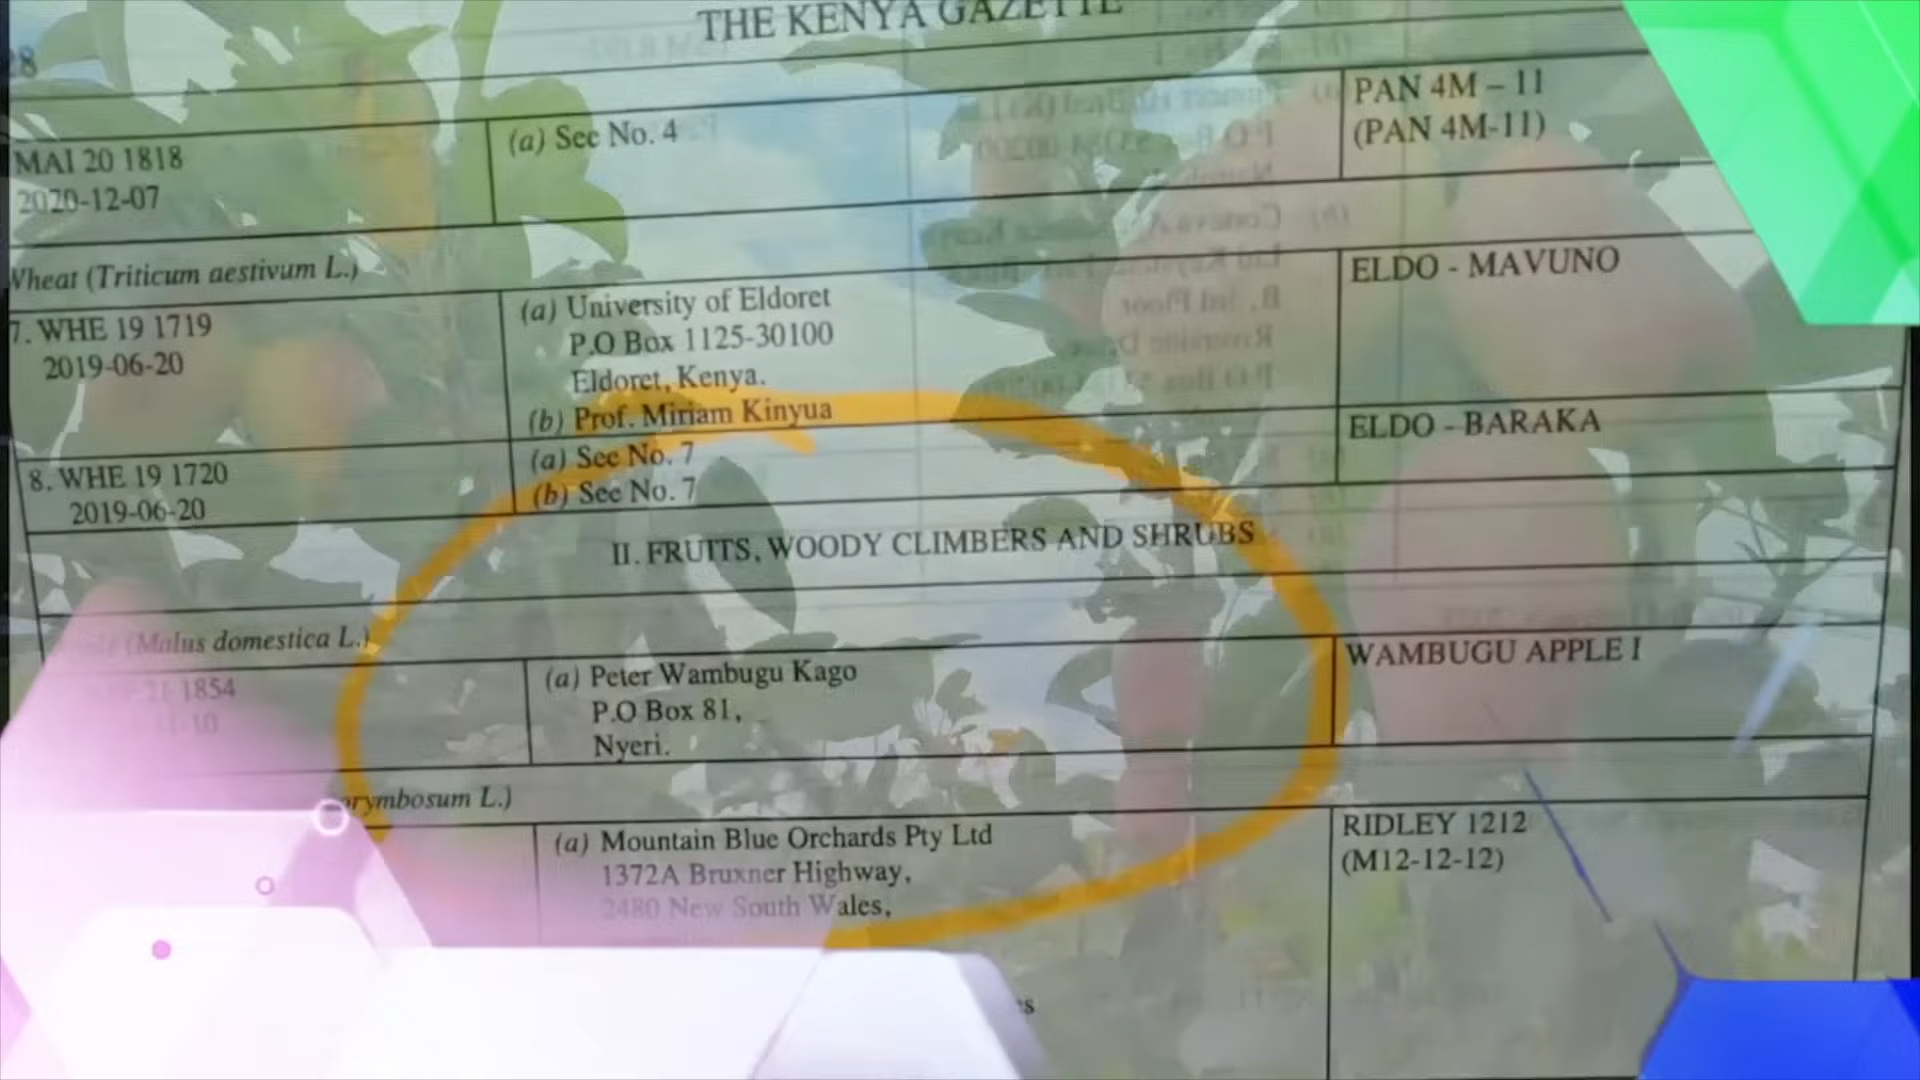 THE KENYA GAZETTE
28
MAI 20 1818
2020-12-07
(a) See No. 4
PAN 4M – 11
(PAN 4M-11)
Wheat (Triticum aestivum L.)
7. WHE 19 1719
2019-06-20
(a) University of Eldoret
P.O Box 1125-30100
Eldoret, Kenya.
(b) Prof. Miriam Kinyua
ELDO - MAVUNO
8. WHE 19 1720
2019-06-20
(a) See No. 7
(b) See No. 7
ELDO - BARAKA
II. FRUITS, WOODY CLIMBERS AND SHRUBS
(Malus domestica L.)
1854
(a) Peter Wambugu Kago
P.O Box 81,
Nyeri.
WAMBUGU APPLE I
orymbosum L.)
(a) Mountain Blue Orchards Pty Ltd
1372A Bruxner Highway,
2480 New South Wales,
RIDLEY 1212
(M12-12-12)